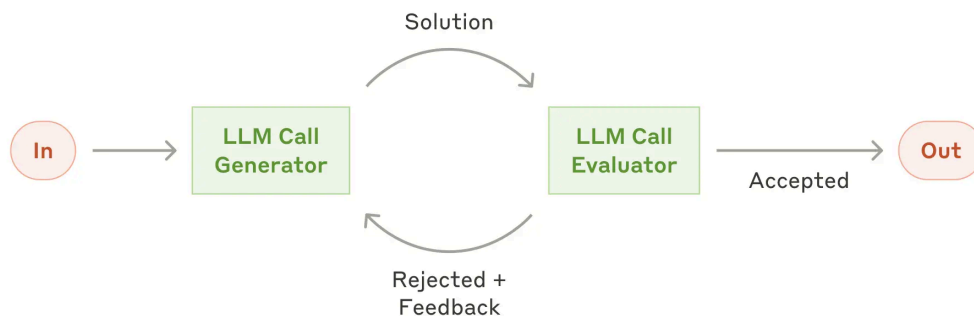 Solution
In
LLM Call
Generator
LLM Call
Evaluator
Out
Accepted
Rejected +
Feedback